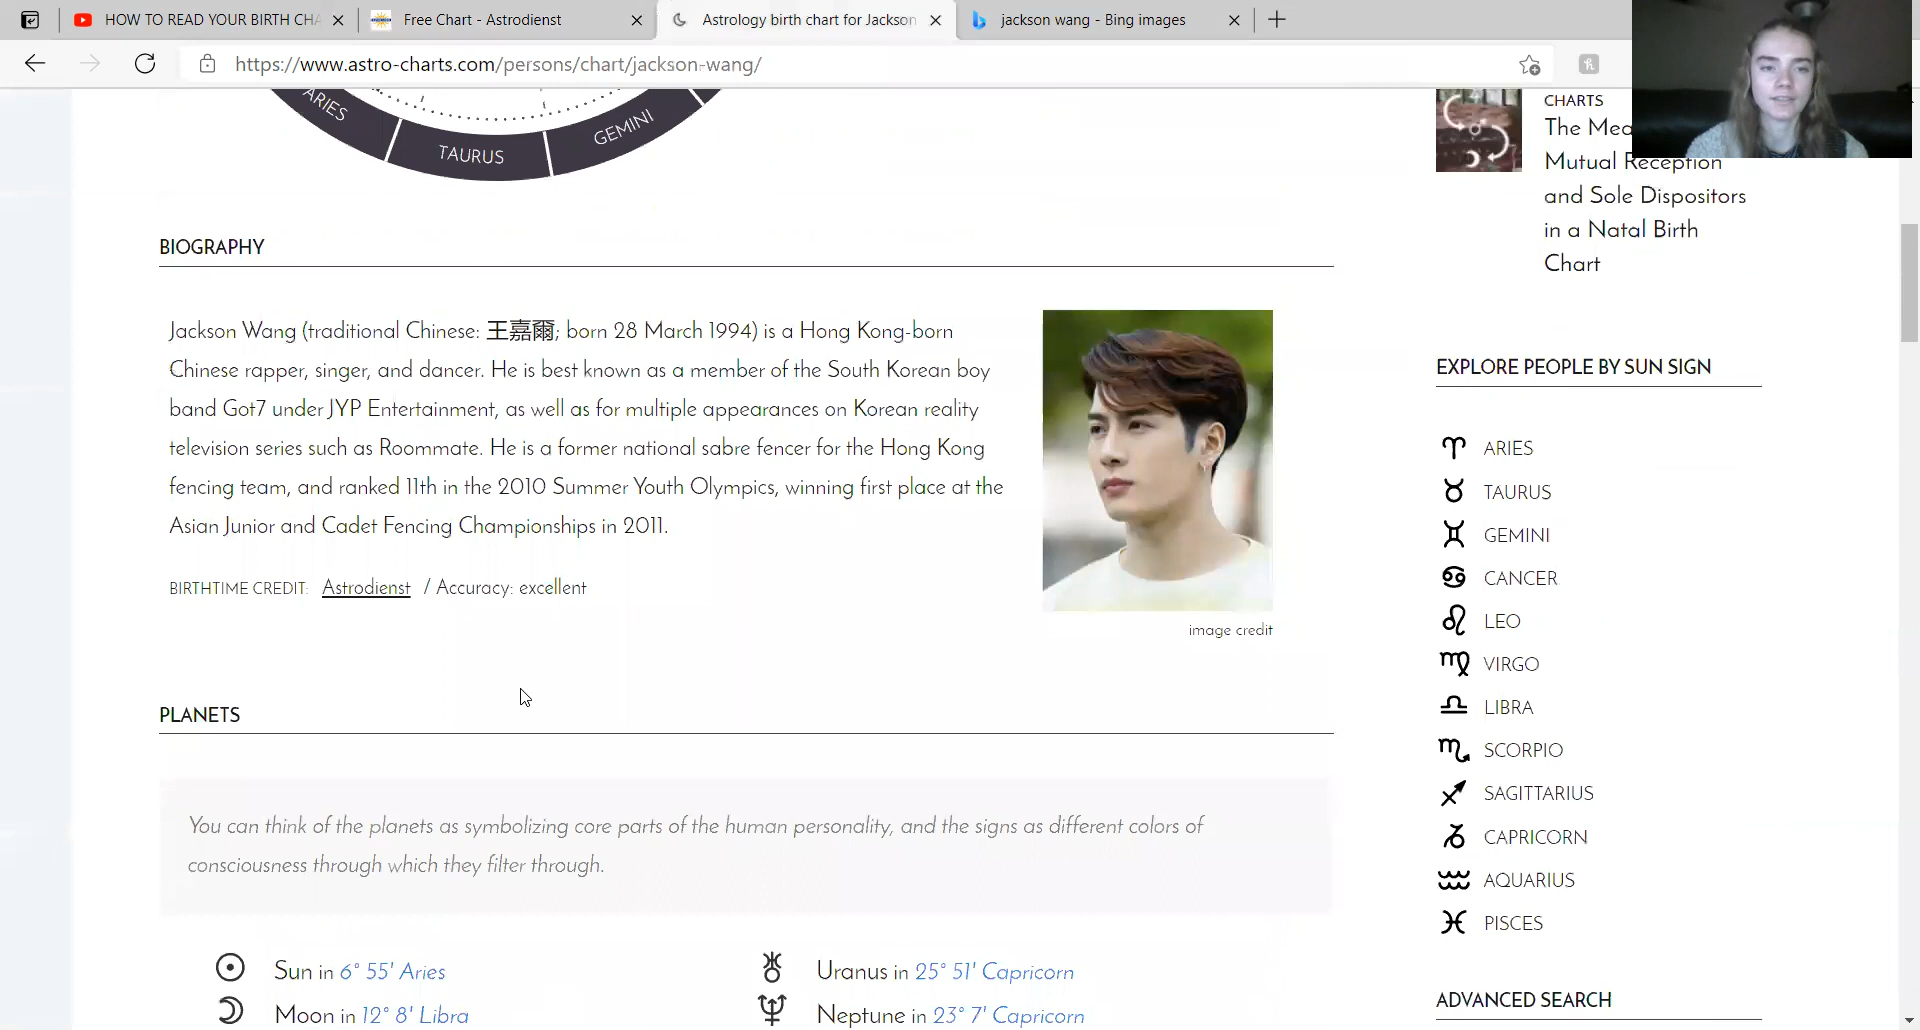 HOW TO READ YOUR BIRTH CHA
Free Chart - Astrodienst
Astrology birth chart for Jackson
jackson wang - Bing images
https://www.astro-charts.com/persons/chart/jackson-wang/
ARIES
TAURUS
GEMINI
BIOGRAPHY
Jackson Wang (traditional Chinese: 王嘉爾; born 28 March 1994) is a Hong Kong-born
Chinese rapper, singer, and dancer. He is best known as a member of the South Korean boy
band Got7 under JYP Entertainment, as well as for multiple appearances on Korean reality
television series such as Roommate. He is a former national sabre fencer for the Hong Kong
fencing team, and ranked 11th in the 2010 Summer Youth Olympics, winning first place at the
Asian Junior and Cadet Fencing Championships in 2011.
BIRTHTIME CREDIT: Astrodienst / Accuracy: excellent
image credit
PLANETS
You can think of the planets as symbolizing core parts of the human personality, and the signs as different colors of
consciousness through which they filter through.
Sun in 6° 55' Aries
Moon in 12° 8' Libra
Uranus in 25° 51' Capricorn
Neptune in 23° 7' Capricorn
CHARTS
The Mea
Mutual Reception
and Sole Dispositors
in a Natal Birth
Chart
EXPLORE PEOPLE BY SUN SIGN
ARIES
TAURUS
GEMINI
CANCER
LEO
VIRGO
LIBRA
SCORPIO
SAGITTARIUS
CAPRICORN
AQUARIUS
PISCES
ADVANCED SEARCH